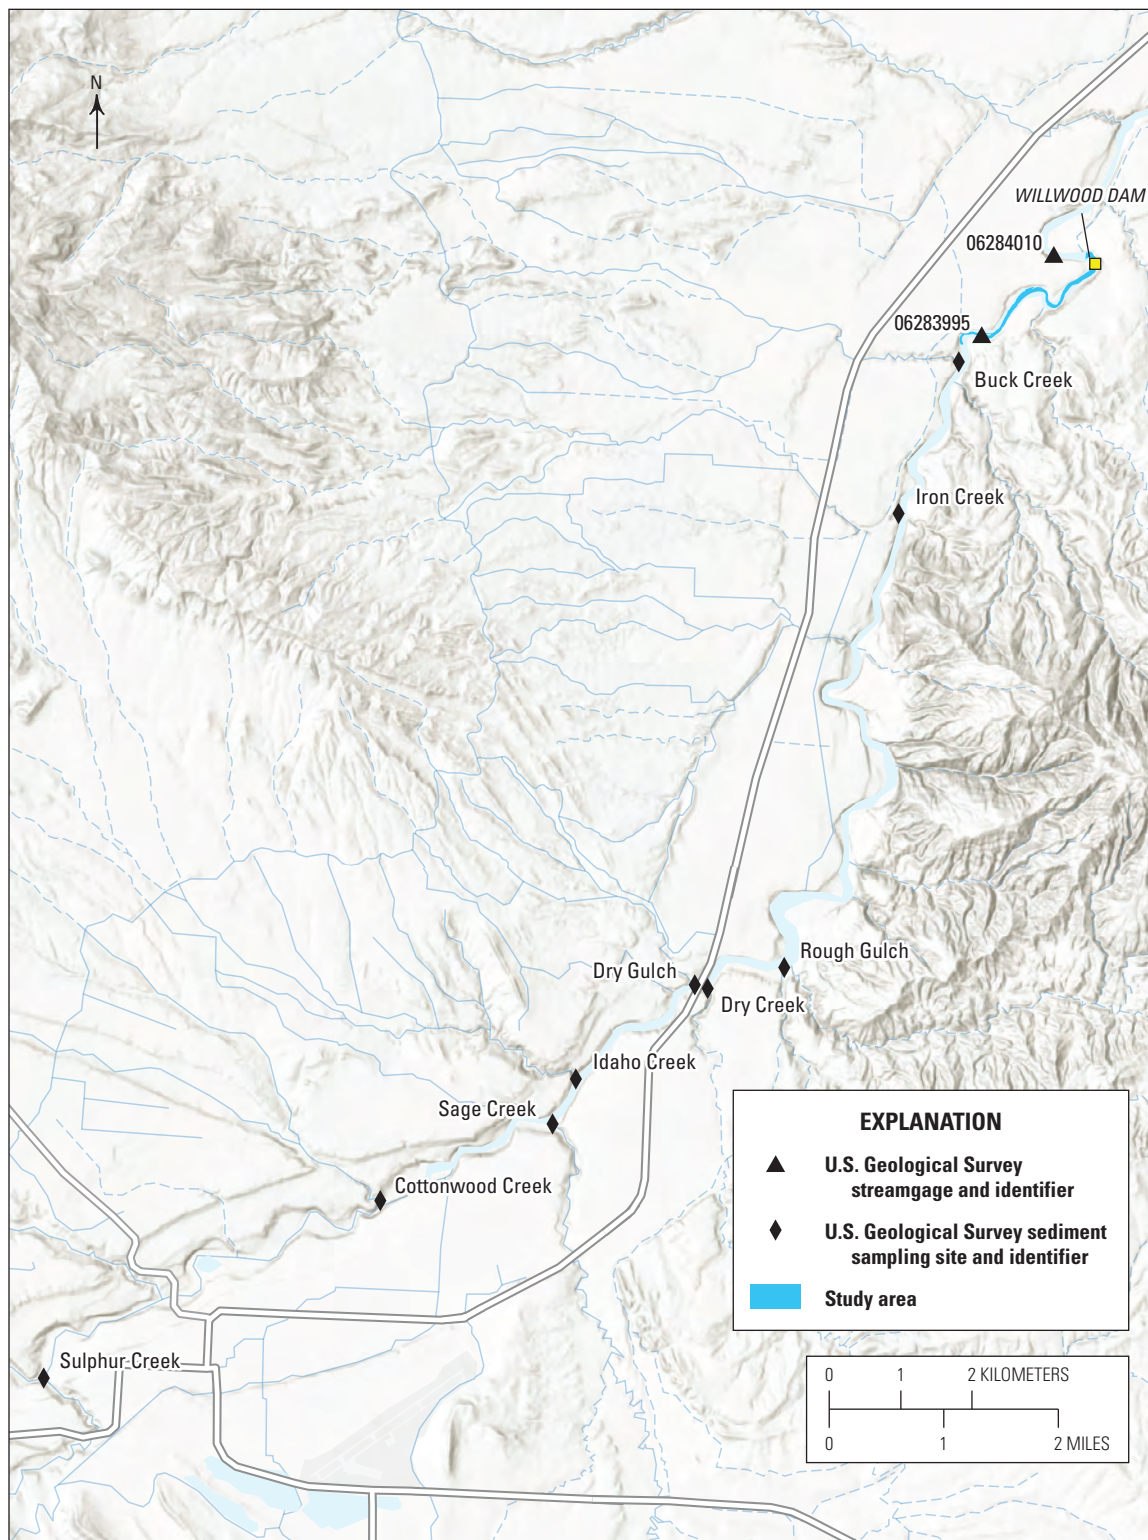 N
WILLWOOD DAM
06284010
06283995
Buck Creek
Iron Creek
Rough Gulch
Dry Gulch
Dry Creek
Idaho Creek
Sage Creek
Cottonwood Creek
Sulphur Creek
EXPLANATION
U.S. Geological Survey
streamgage and identifier
U.S. Geological Survey sediment
sampling site and identifier
Study area
0 1 2 KILOMETERS
0 1 2 MILES